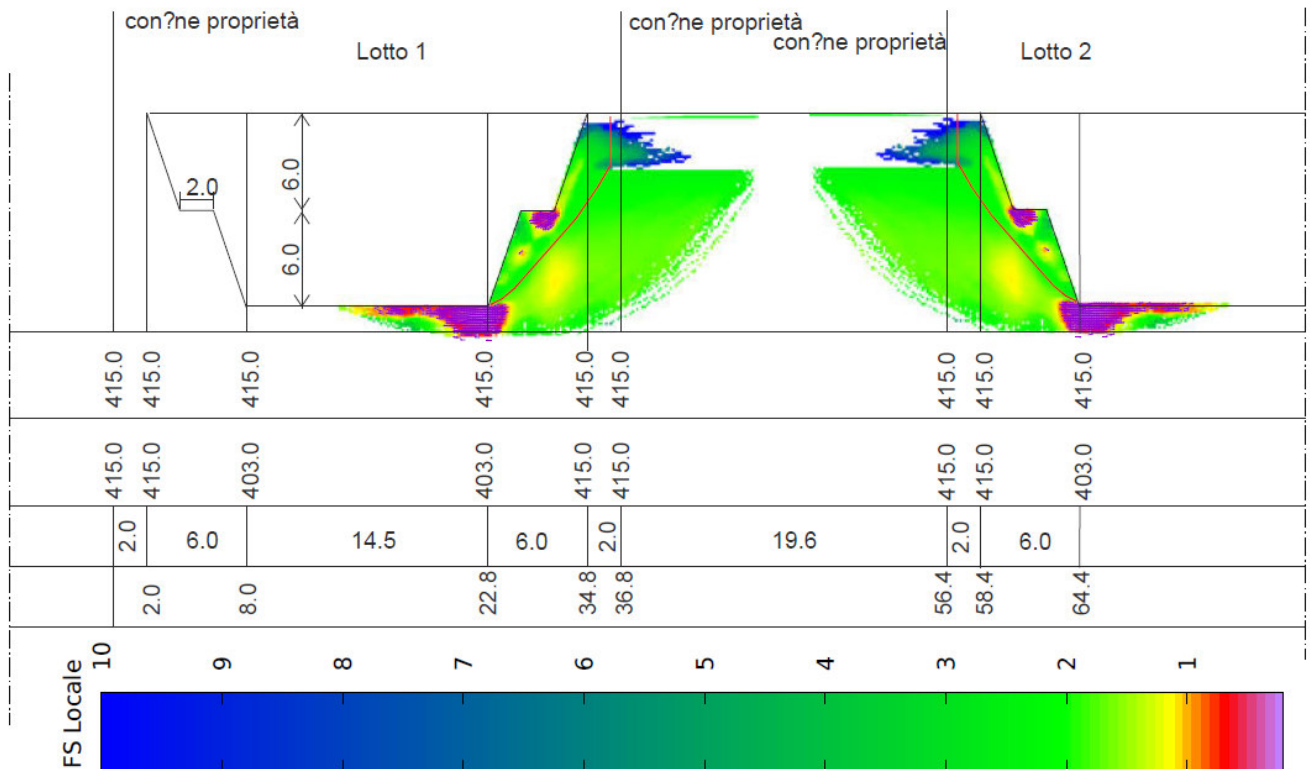 con?ne proprietà
con?ne proprietà
con?ne proprietà
Lotto 1
Lotto 2
2.0
6.0
6.0
415.0 415.0 415.0 415.0 415.0 415.0 415.0 415.0 415.0
415.0 415.0 403.0 403.0 415.0 415.0 415.0 415.0 403.0
2.0 6.0 14.5 6.0 2.0 19.6 2.0 6.0
2.0 8.0 22.8 34.8 36.8 56.4 58.4 64.4
FS Locale
10 9 8 7 6 5 4 3 2 1